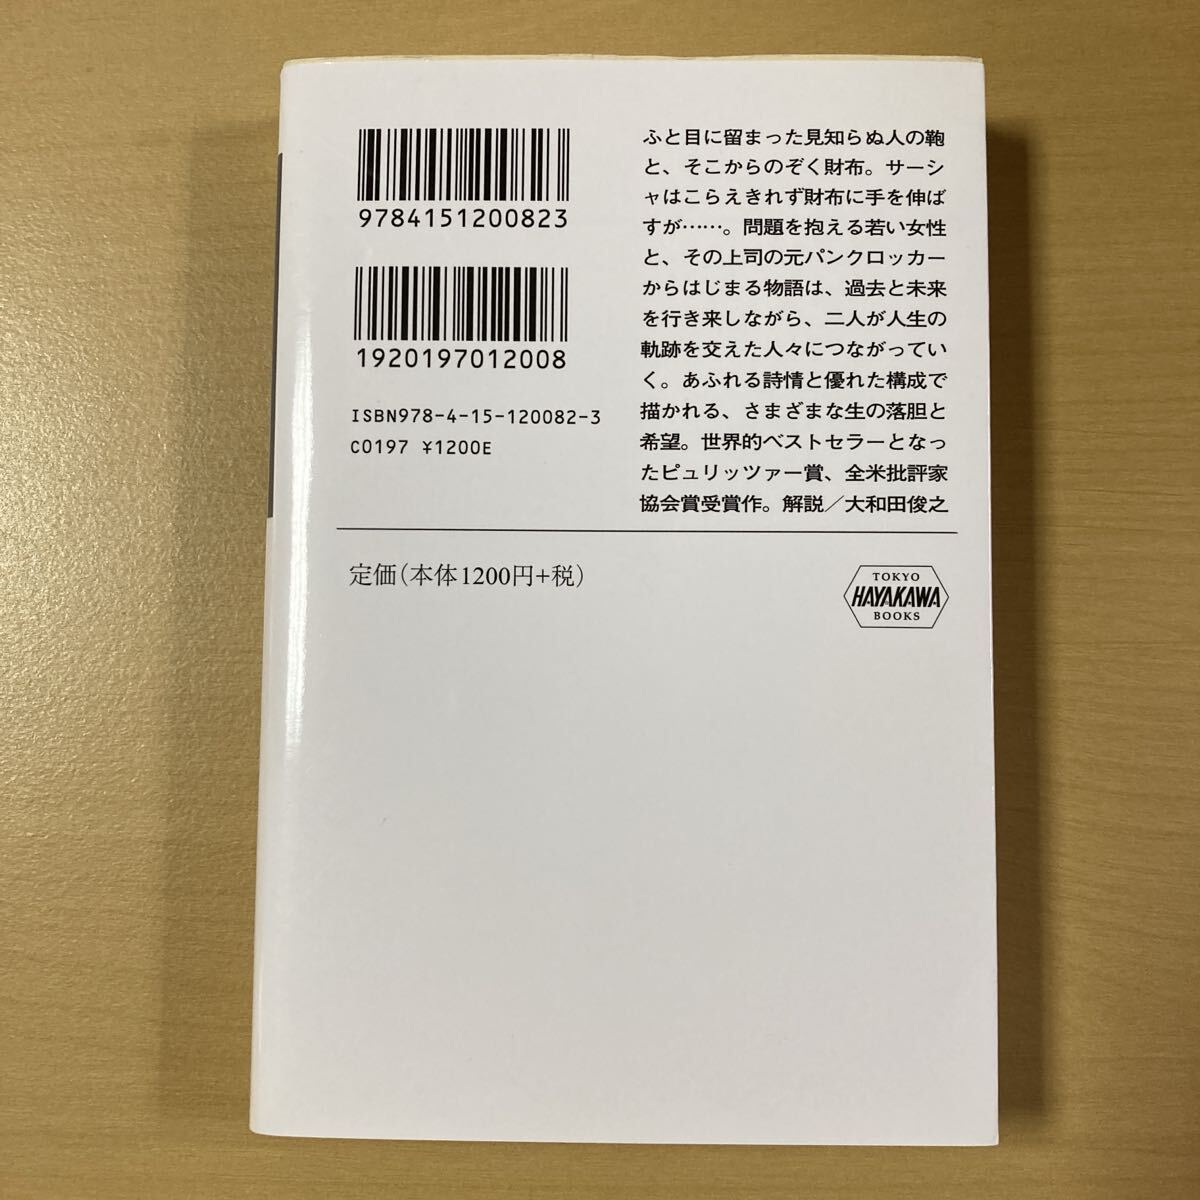 9784151200823
1920197012008
ISBN978-4-15-120082-3
C0197 ¥1200E
ふと目に留まった見知らぬ人の鞄
と、そこからのぞく財布。サーシ
ャはこらえきれず財布に手を伸ば
すが……。問題を抱える若い女性
と、その上司の元パンクロッカー
からはじまる物語は、過去と未来
を行き来しながら、二人が人生の
軌跡を交えた人々につながってい
く。あふれる詩情と優れた構成で
描かれる、さまざまな生の落胆と
希望。世界的ベストセラーとなっ
たピュリッツァー賞、全米批評家
協会賞受賞作。解説／大和田俊之
定価(本体1200円+税)
TOKYO
HAYAKAWA
BOOKS